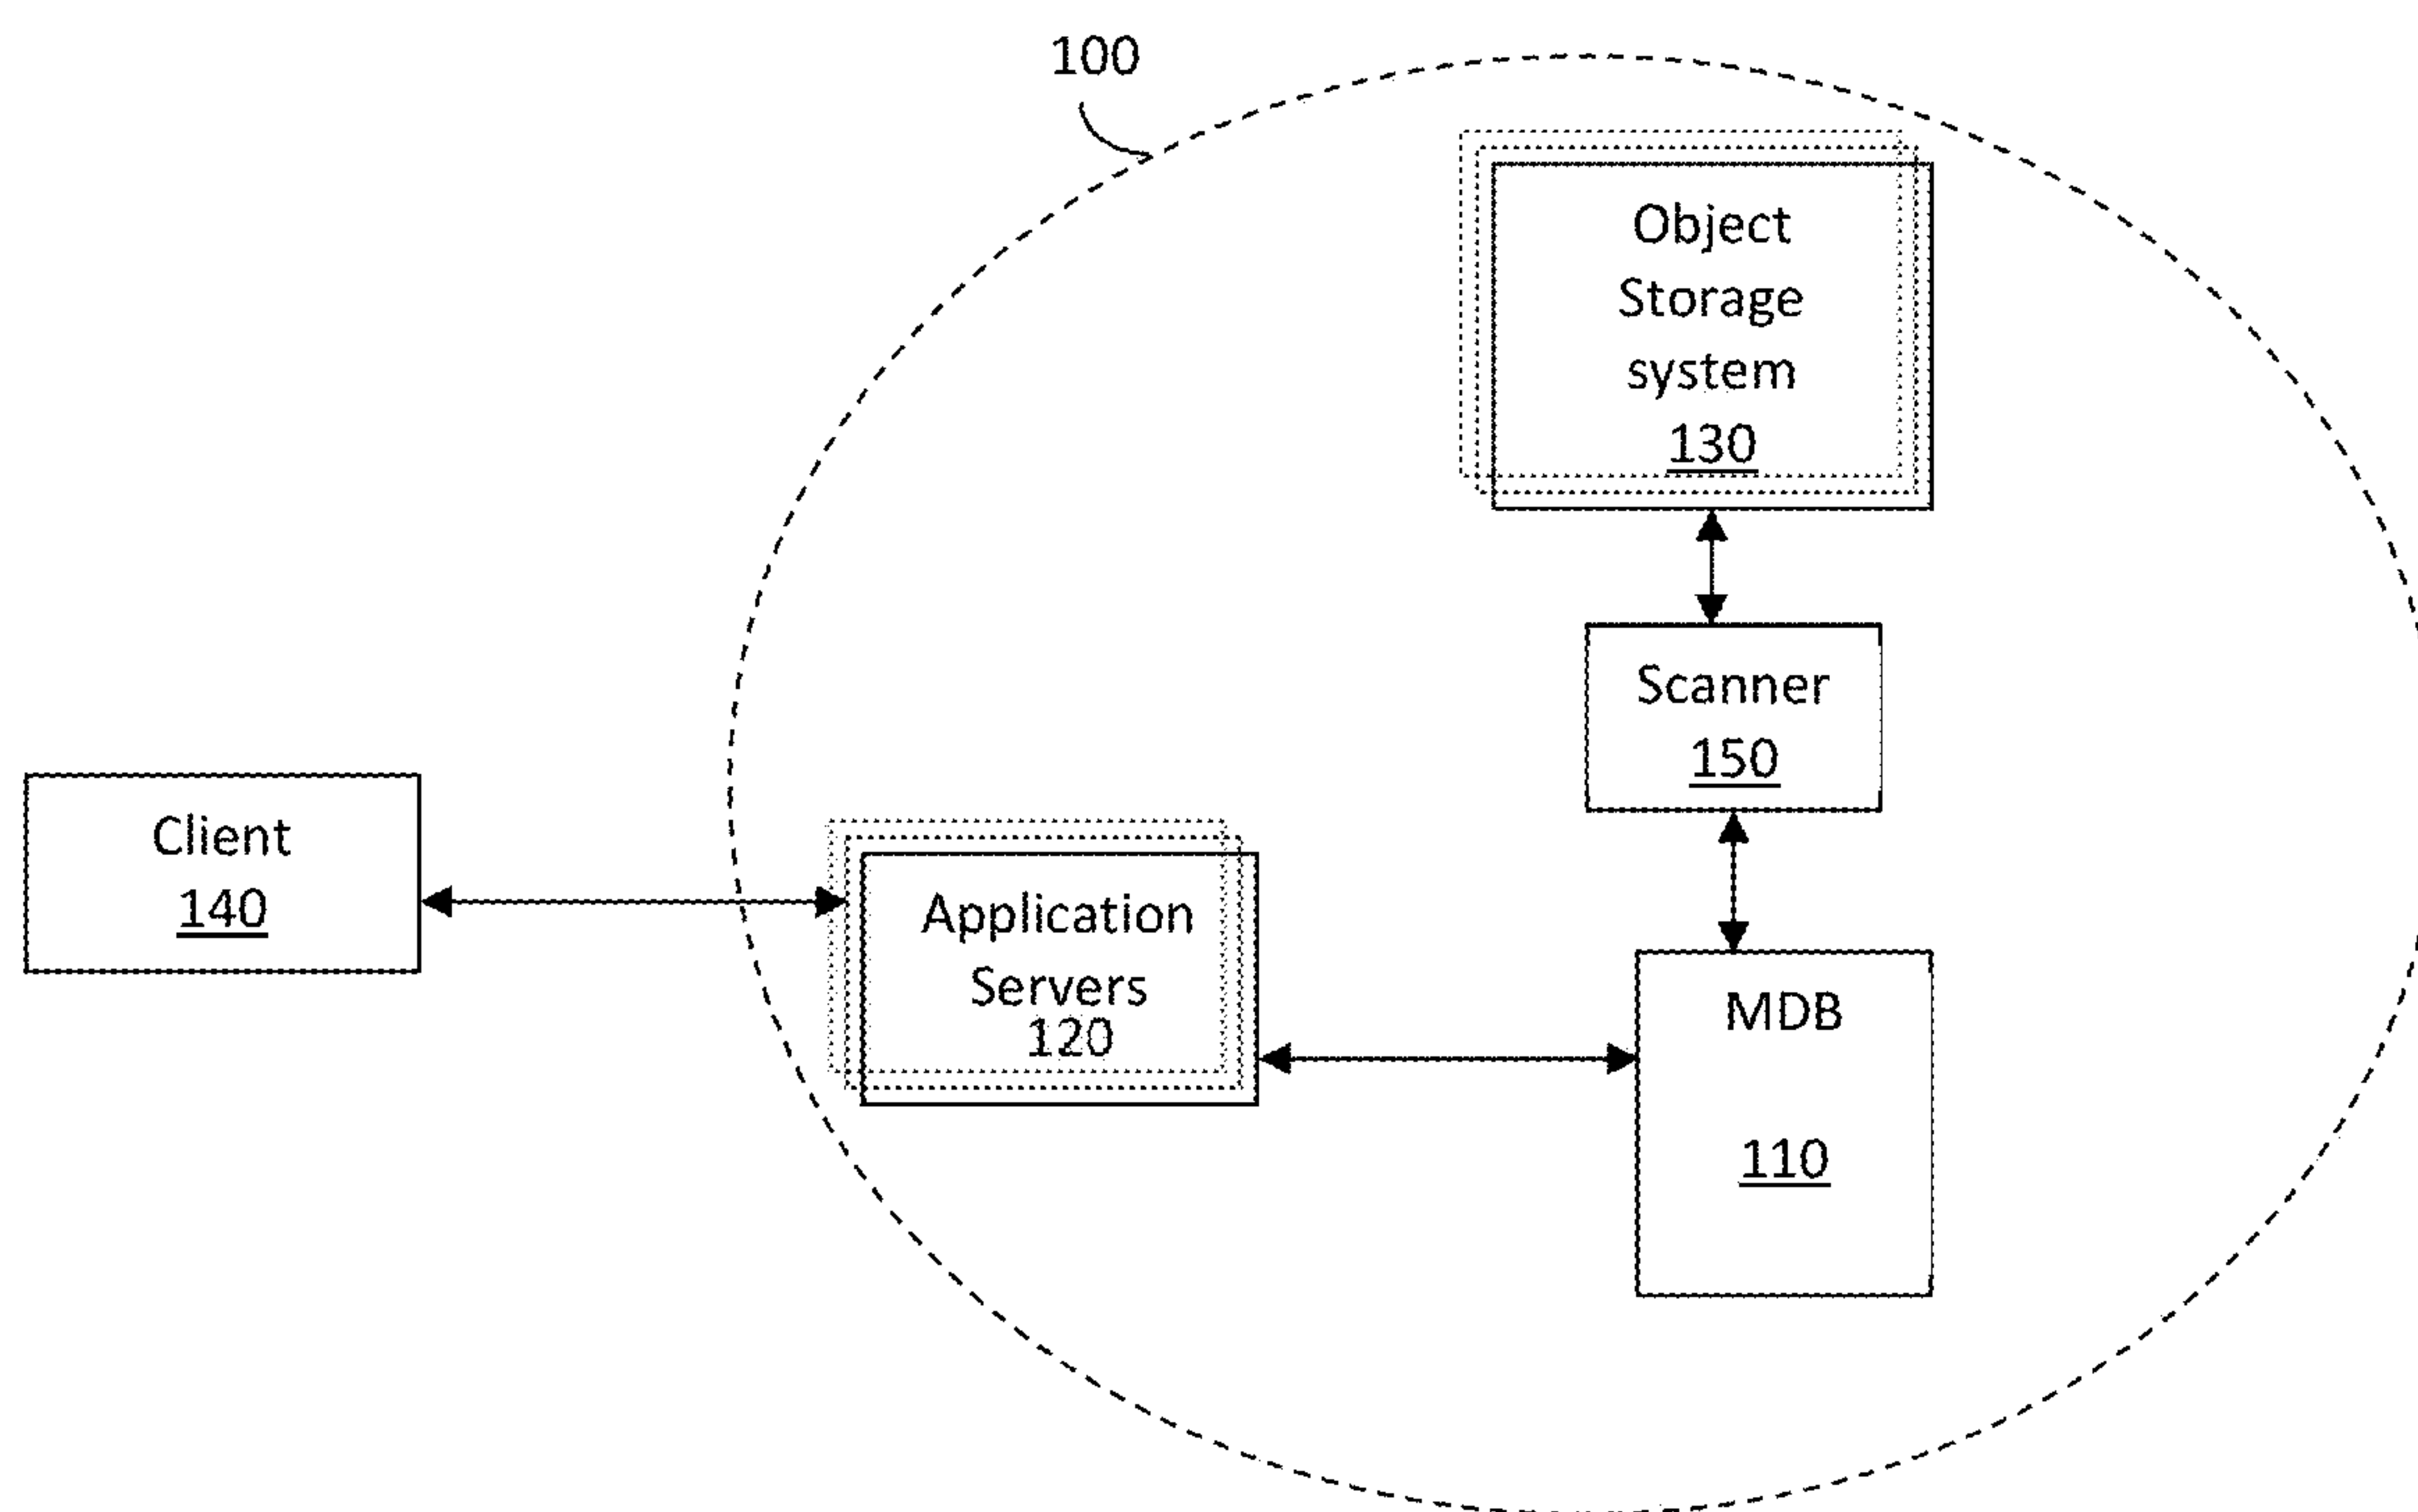 100
Object
Storage
system
130
Scanner
150
Client
140
Application
Servers
120
MDB
110